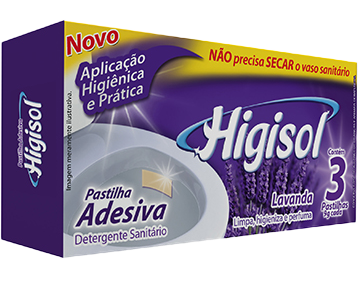 Novo
NÃO precisa SECAR o vaso sanitário
Aplicação
Higiênica
e Prática
Higisol
Imagem meramente ilustrativa.
Higisol
Contém
3
Pastilhas
Lavanda
Limpa, higieniza e perfuma
Pastilha
Adesiva
Detergente Sanitário